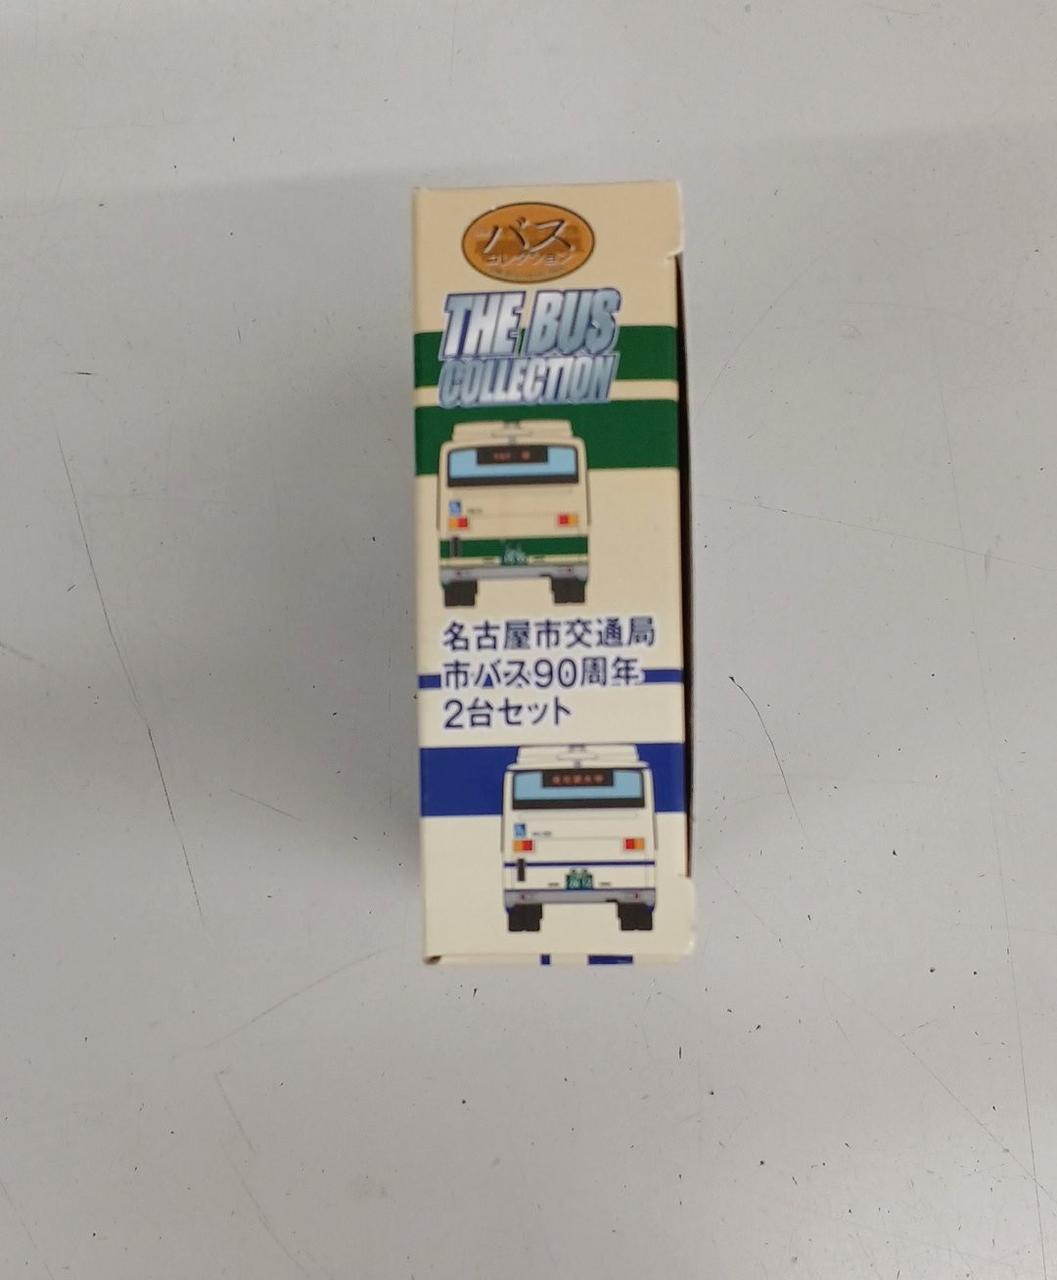 バス
コレクション
THE BUS
COLLECTION
名古屋市交通局
市バス90周年
2台セット